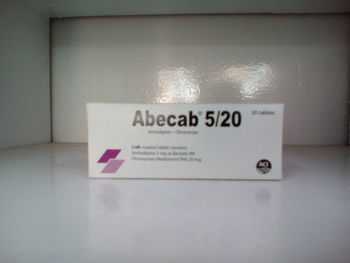 Abecab® 5/20
30 tablets
Amlodipine + Olmesartan
Each coated tablet contains
Amlodipine 5 mg as Besilate BP,
Olmesartan Medoxomil INN 20 mg
ACI